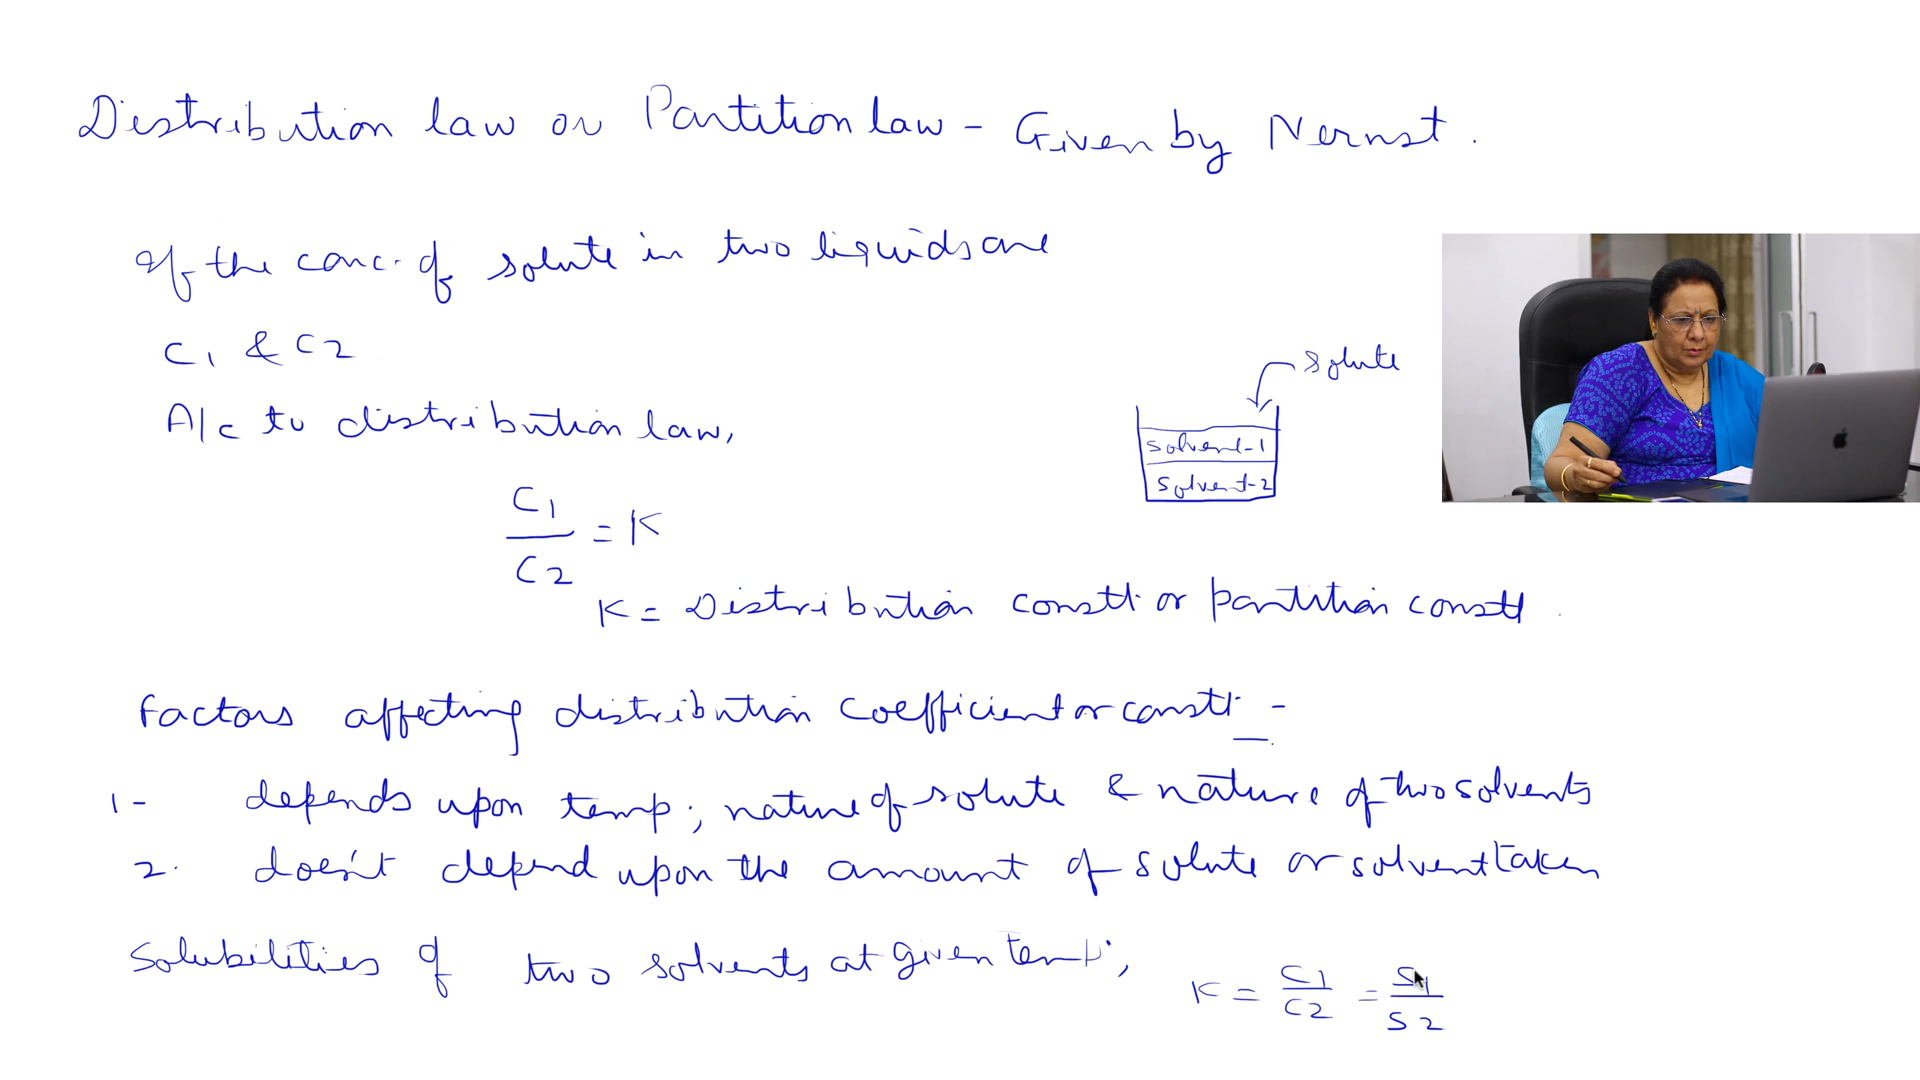 Distribution law or Partition law - Given by Nernst.
If the conc. of solute in two liquids are
C1 & C2
A/c to distribution law,
solute
solvent-1
solvent-2
C1/C2 = K
K = Distribution constt. or partition constt
Factors affecting distribution coefficient or constt. -
1- depends upon temp., nature of solute & nature of two solvents
2. doesn't depend upon the amount of solute or solvent taken
Solubilities of two solvents at given temp.,
K = C1/C2 = S1/S2